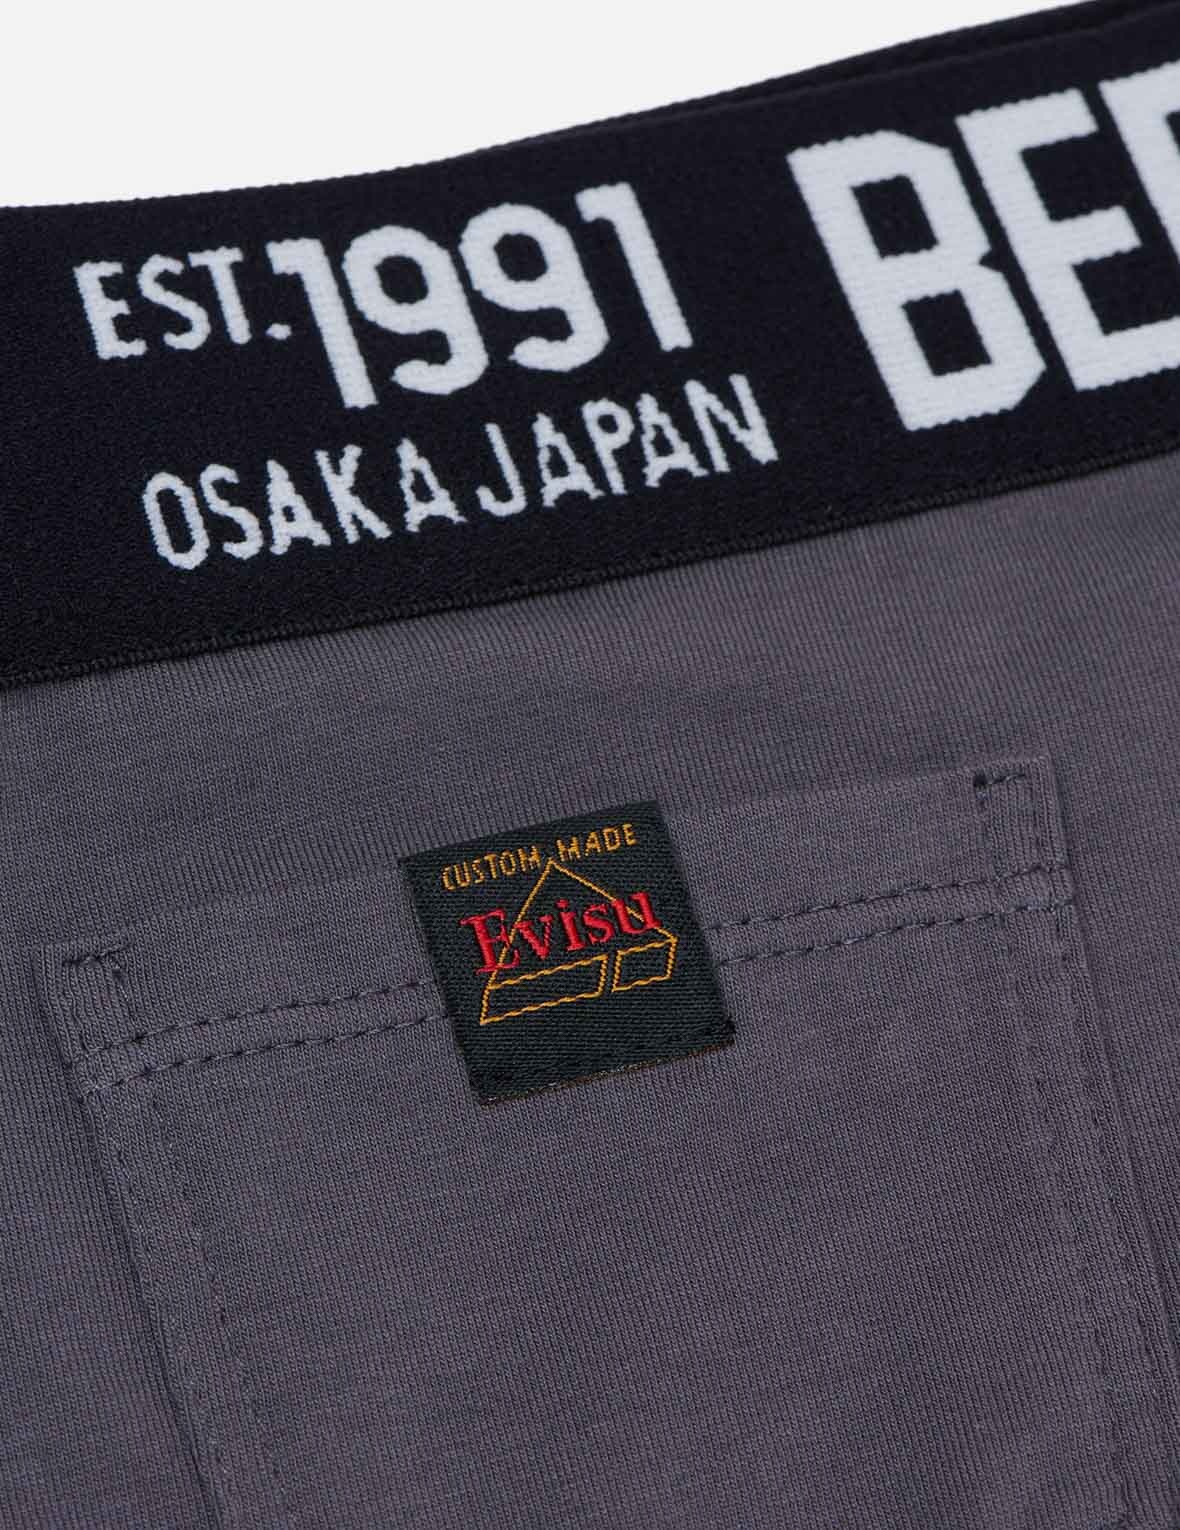 EST. 1991
OSAKA JAPAN
CUSTOM MADE
Evisu